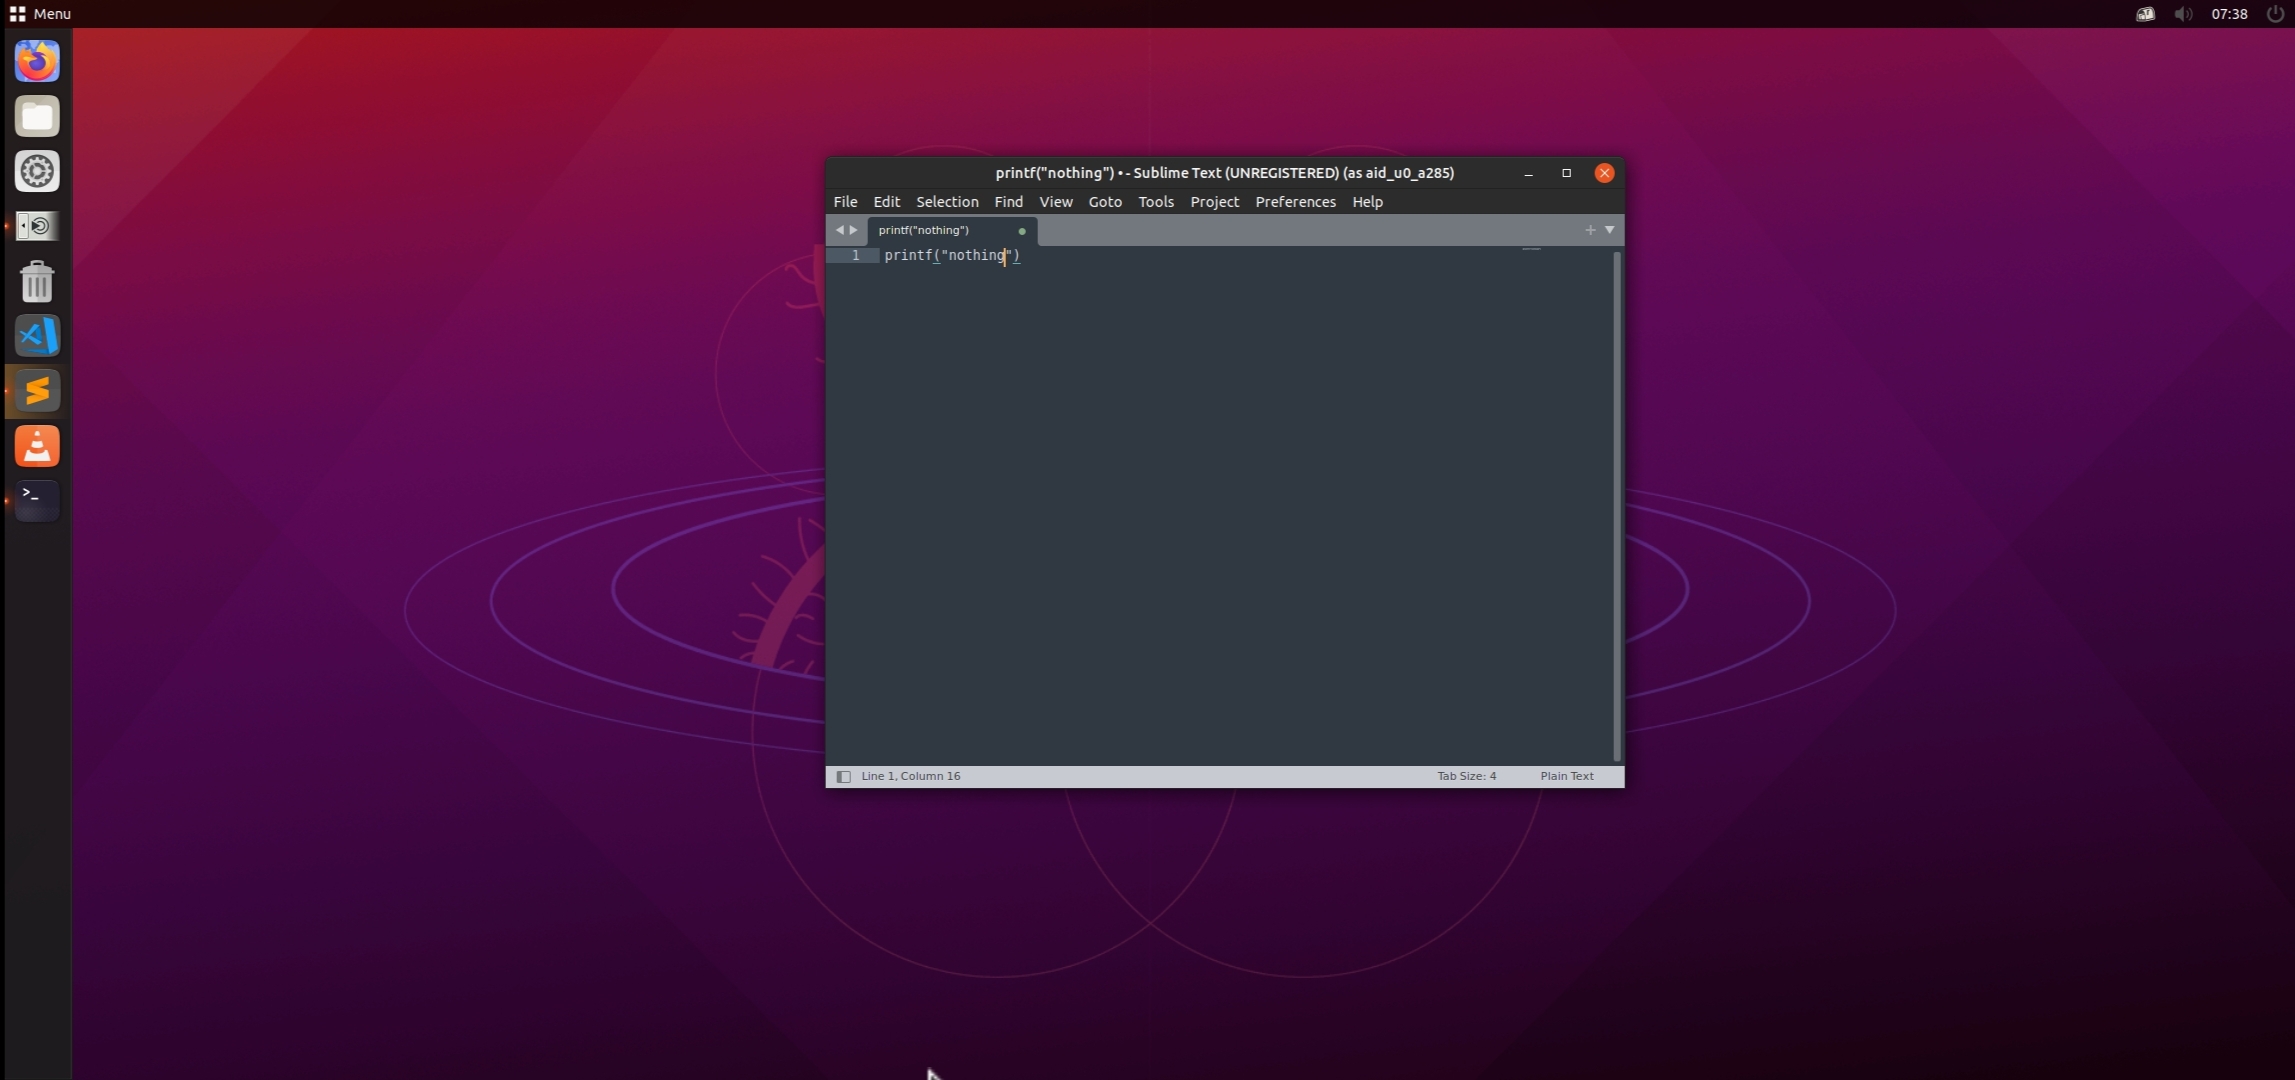 Menu
07:38
printf("nothing") • - Sublime Text (UNREGISTERED) (as aid_u0_a285)
File Edit Selection Find View Goto Tools Project Preferences Help
printf("nothing")
1 printf("nothing")
Line 1, Column 16 Tab Size: 4 Plain Text